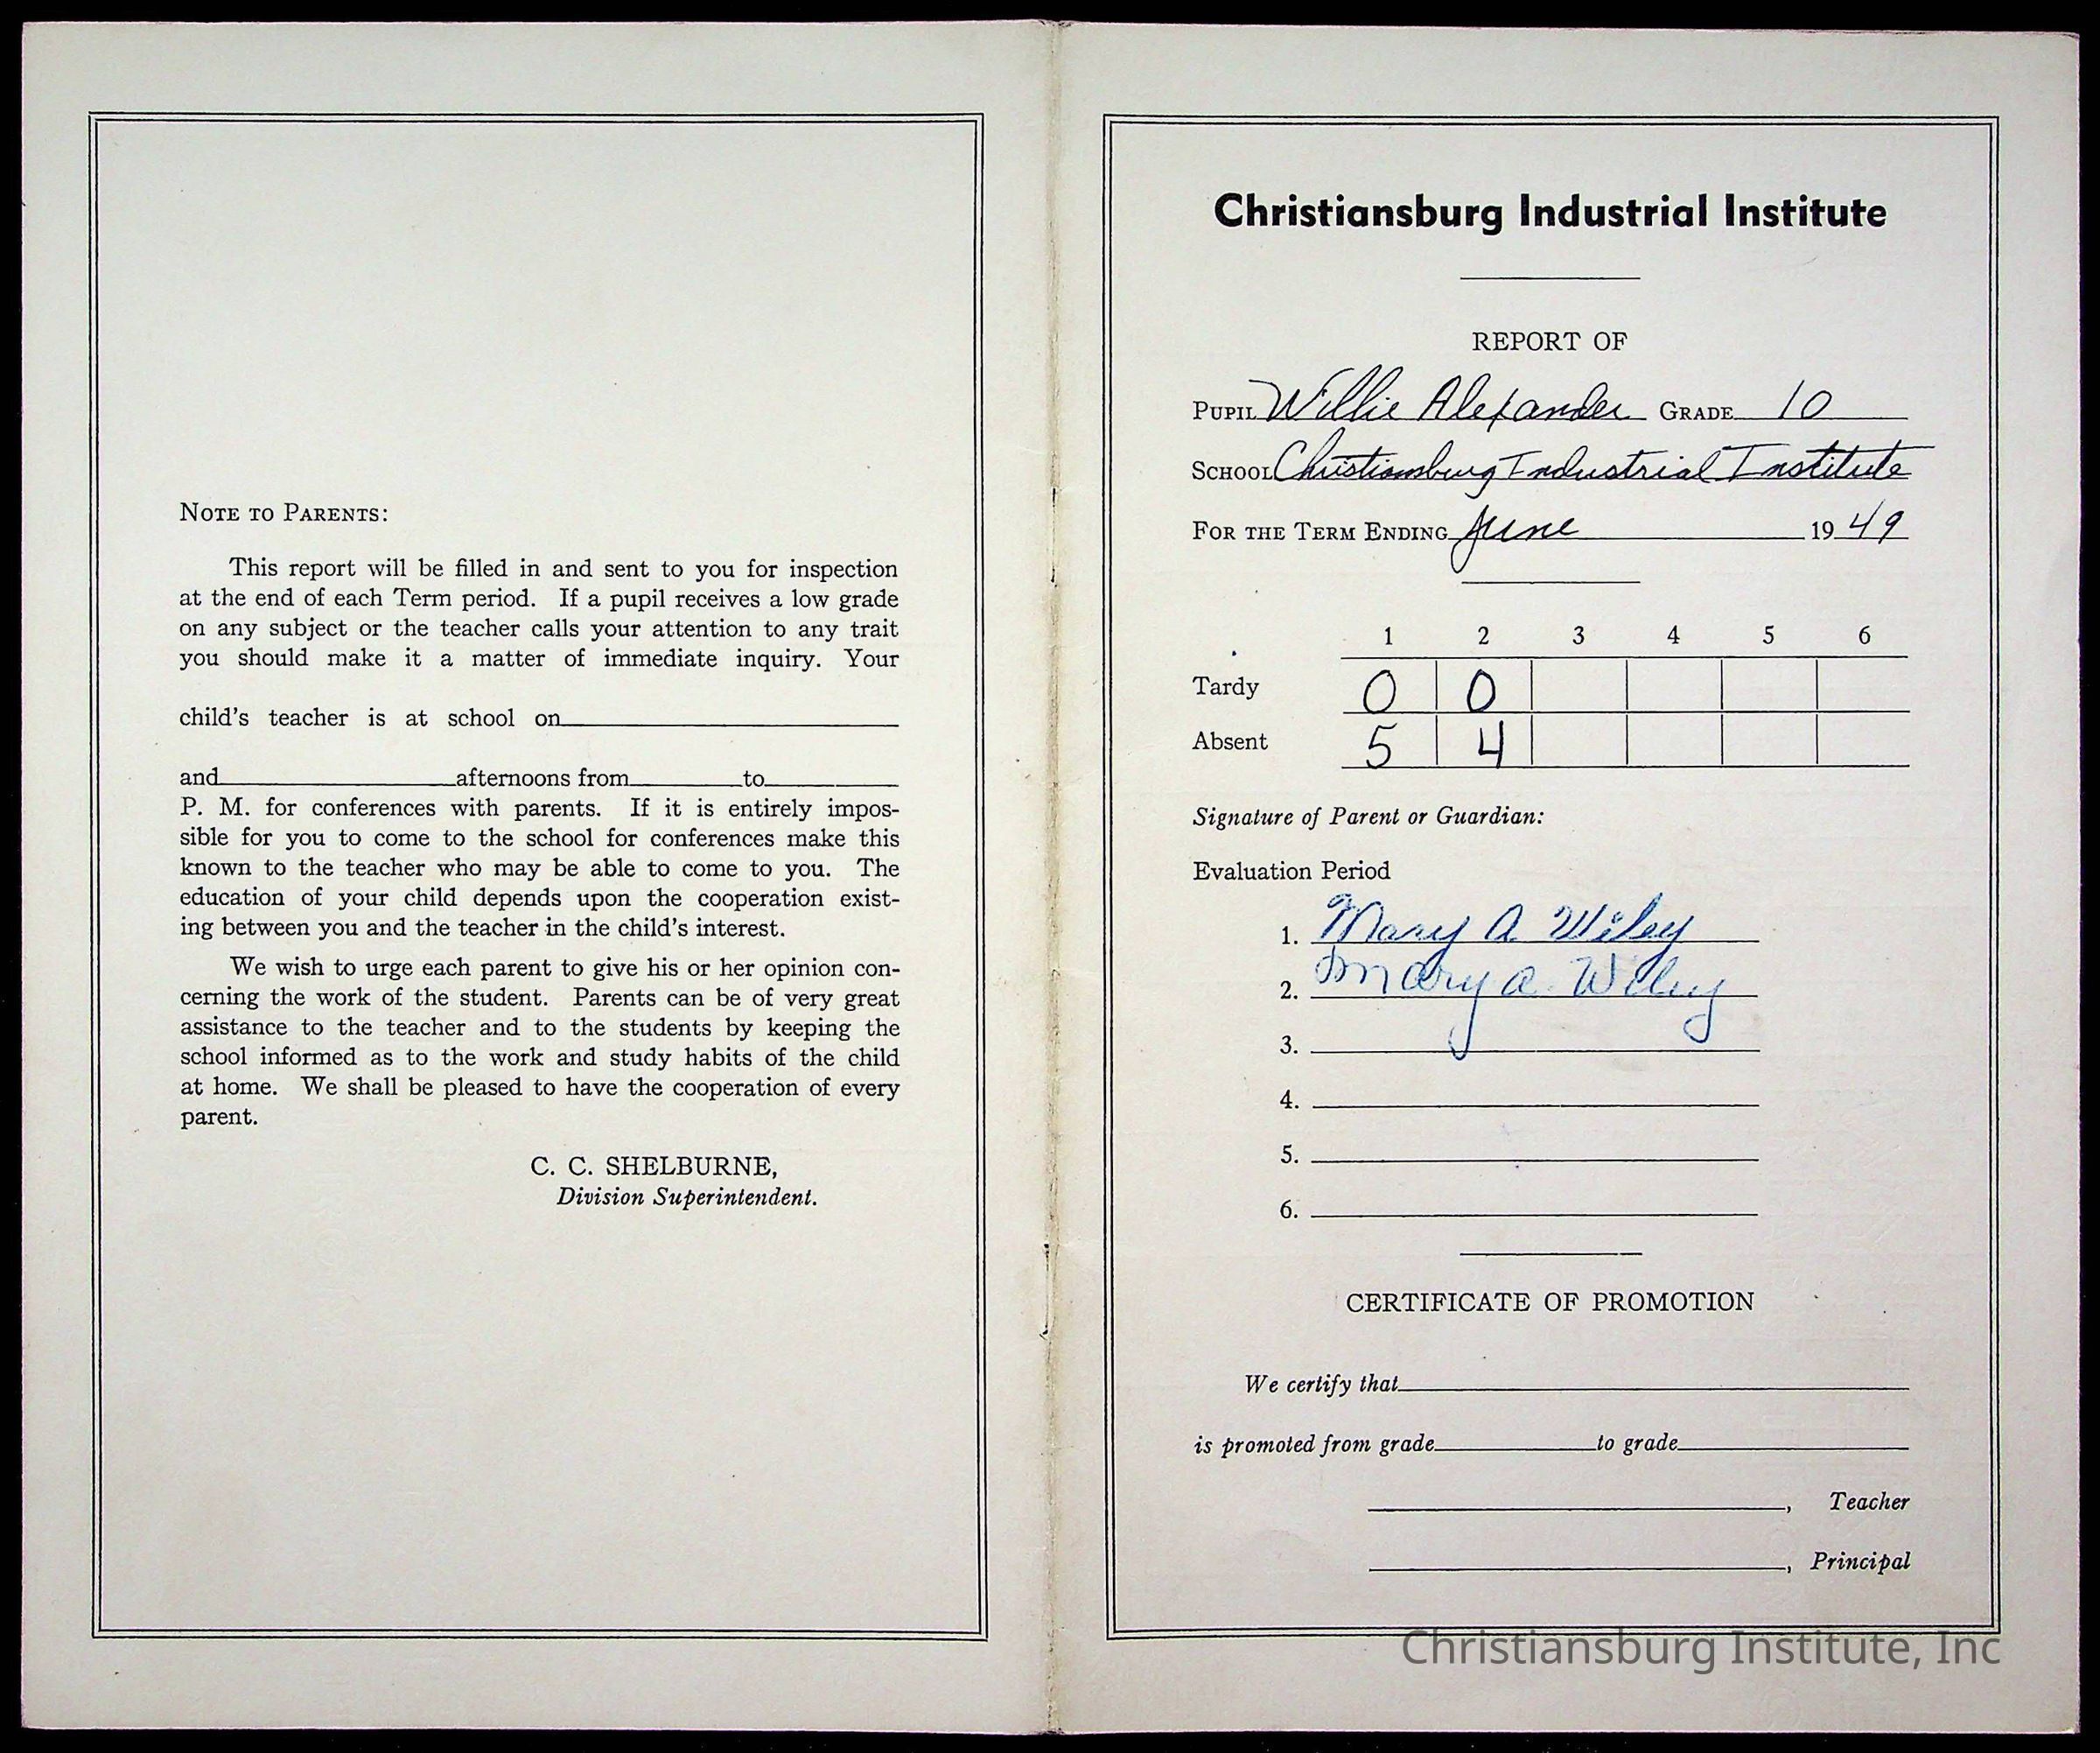 NOTE TO PARENTS:
This report will be filled in and sent to you for inspection
at the end of each Term period. If a pupil receives a low grade
on any subject or the teacher calls your attention to any trait
you should make it a matter of immediate inquiry. Your
child's teacher is at school on
and afternoons from to
P. M. for conferences with parents. If it is entirely impos-
sible for you to come to the school for conferences make this
known to the teacher who may be able to come to you. The
education of your child depends upon the cooperation exist-
ing between you and the teacher in the child's interest.
We wish to urge each parent to give his or her opinion con-
cerning the work of the student. Parents can be of very great
assistance to the teacher and to the students by keeping the
school informed as to the work and study habits of the child
at home. We shall be pleased to have the cooperation of every
parent.
C. C. SHELBURNE,
Division Superintendent.
Christiansburg Industrial Institute
REPORT OF
PUPIL Willie Alexander GRADE 10
SCHOOL Christiansburg Industrial Institute
FOR THE TERM ENDING June 1949
1 2 3 4 5 6
Tardy 0 0
Absent 5 4
Signature of Parent or Guardian:
Evaluation Period
1. Mary A Wiley
2. Mary A. Wiley
3.
4.
5.
6.
CERTIFICATE OF PROMOTION
We certify that
is promoted from grade to grade
, Teacher
, Principal
Christiansburg Institute, Inc